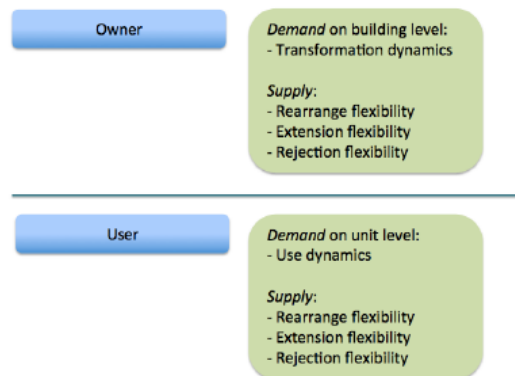 Owner
Demand on building level:
- Transformation dynamics
Supply:
- Rearrange flexibility
- Extension flexibility
- Rejection flexibility
User
Demand on unit level:
- Use dynamics
Supply:
- Rearrange flexibility
- Extension flexibility
- Rejection flexibility